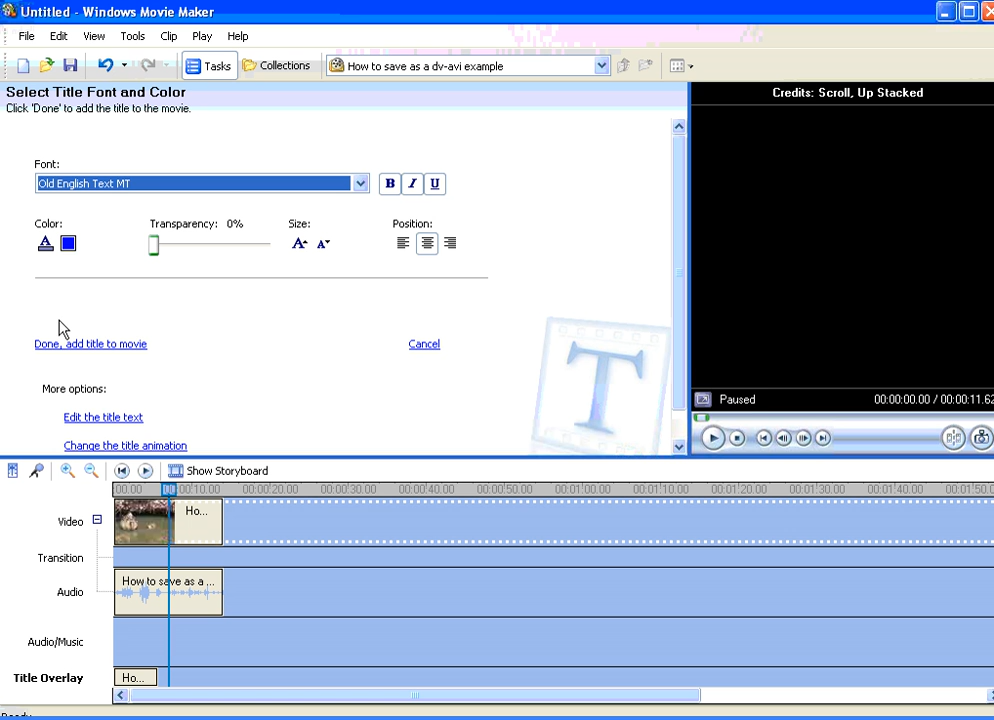 Untitled - Windows Movie Maker
File Edit View Tools Clip Play Help
Tasks Collections How to save as a dv-avi example
Select Title Font and Color
Click 'Done' to add the title to the movie.
Credits: Scroll, Up Stacked
Font:
Old English Text MT
B I U
Color: Transparency: 0% Size: Position:
A A A
T
Done, add title to movie Cancel
More options:
Edit the title text
Change the title animation
Paused 00:00:00.00 / 00:00:11.62
Show Storyboard
00.00 00:10.00 00:00:20.00 00:00:30.00 00:00:40.00 00:00:50.00 00:01:00.00 00:01:10.00 00:01:20.00 00:01:30.00 00:01:40.00 00:01:50.0
Video Ho...
Transition
Audio How to save as a ...
Audio/Music
Title Overlay Ho...
Ready